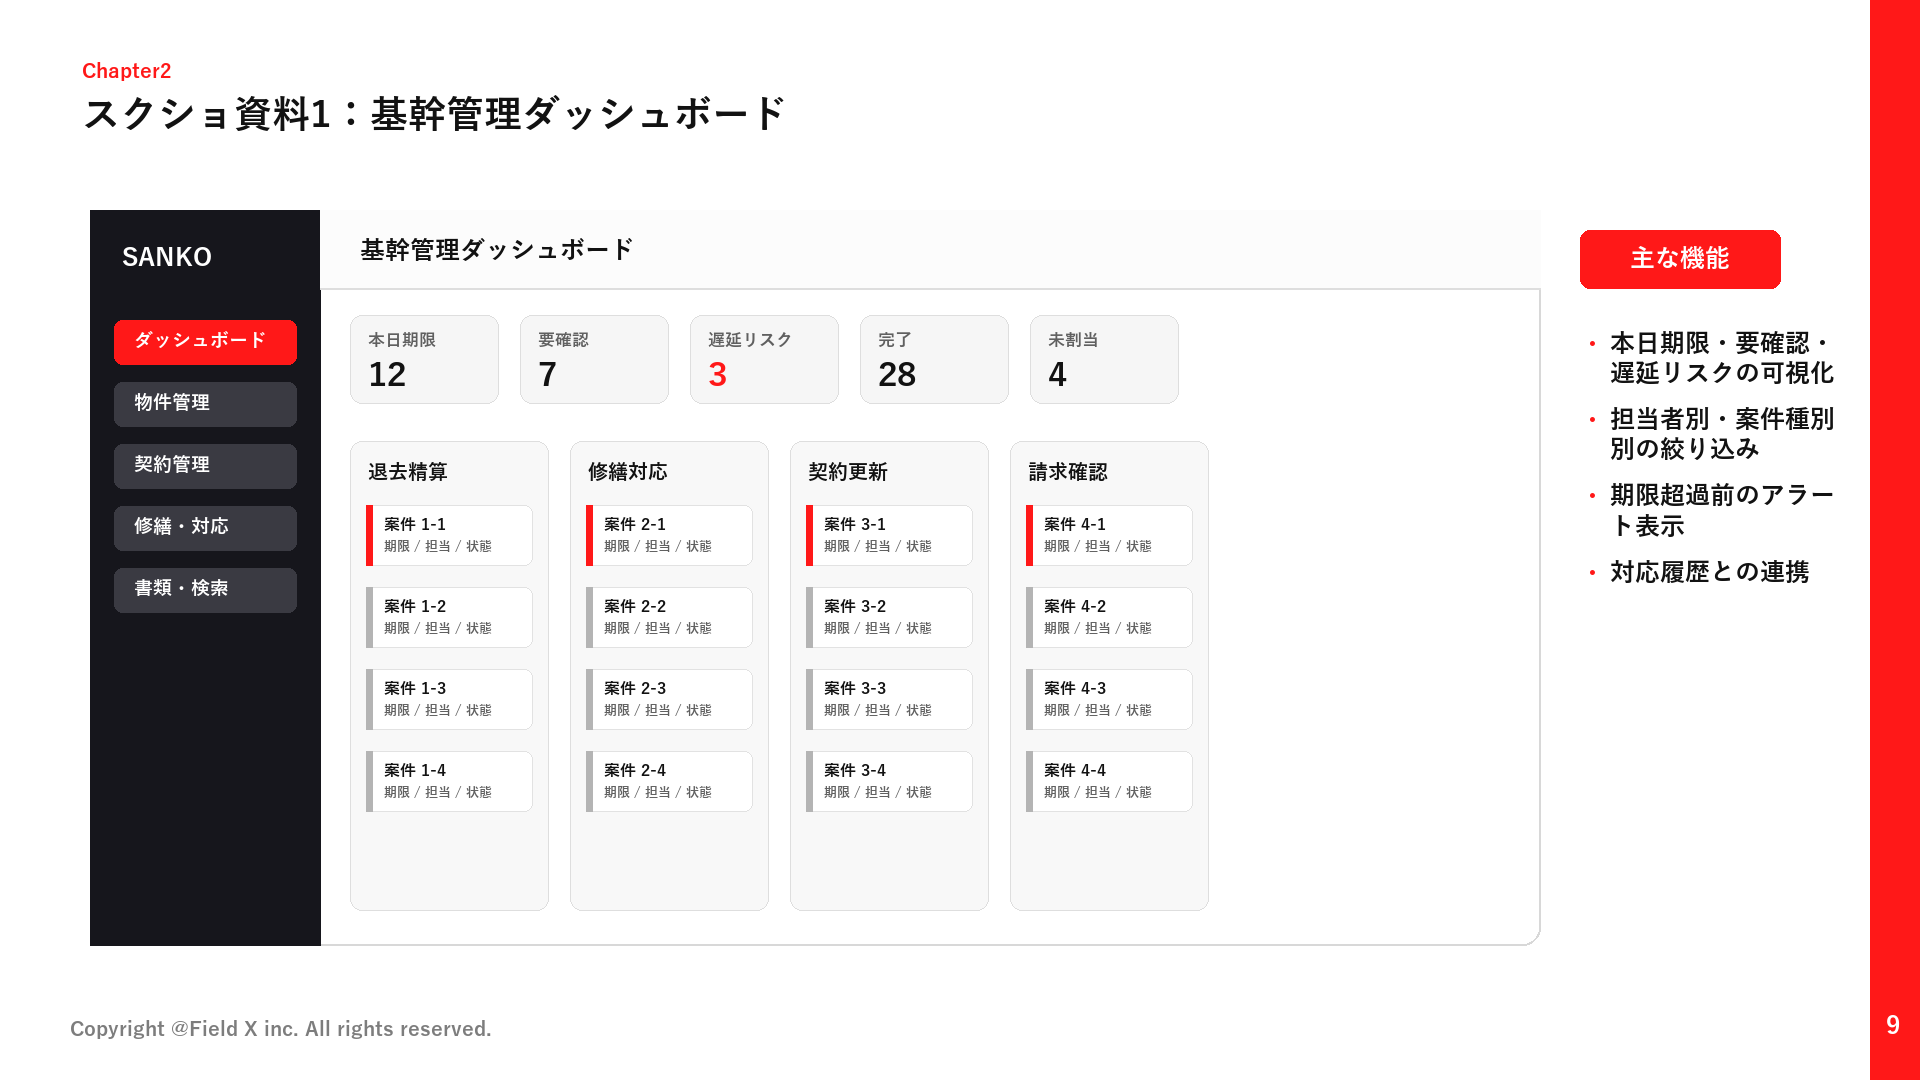 Chapter2
スクショ資料1：基幹管理ダッシュボード
SANKO
ダッシュボード
物件管理
契約管理
修繕・対応
書類・検索
基幹管理ダッシュボード
本日期限
12
要確認
7
遅延リスク
3
完了
28
未割当
4
退去精算
案件 1-1
期限 / 担当 / 状態
案件 1-2
期限 / 担当 / 状態
案件 1-3
期限 / 担当 / 状態
案件 1-4
期限 / 担当 / 状態
修繕対応
案件 2-1
期限 / 担当 / 状態
案件 2-2
期限 / 担当 / 状態
案件 2-3
期限 / 担当 / 状態
案件 2-4
期限 / 担当 / 状態
契約更新
案件 3-1
期限 / 担当 / 状態
案件 3-2
期限 / 担当 / 状態
案件 3-3
期限 / 担当 / 状態
案件 3-4
期限 / 担当 / 状態
請求確認
案件 4-1
期限 / 担当 / 状態
案件 4-2
期限 / 担当 / 状態
案件 4-3
期限 / 担当 / 状態
案件 4-4
期限 / 担当 / 状態
主な機能
・本日期限・要確認・
遅延リスクの可視化
・担当者別・案件種別
別の絞り込み
・期限超過前のアラー
ト表示
・対応履歴との連携
Copyright @Field X inc. All rights reserved.
9